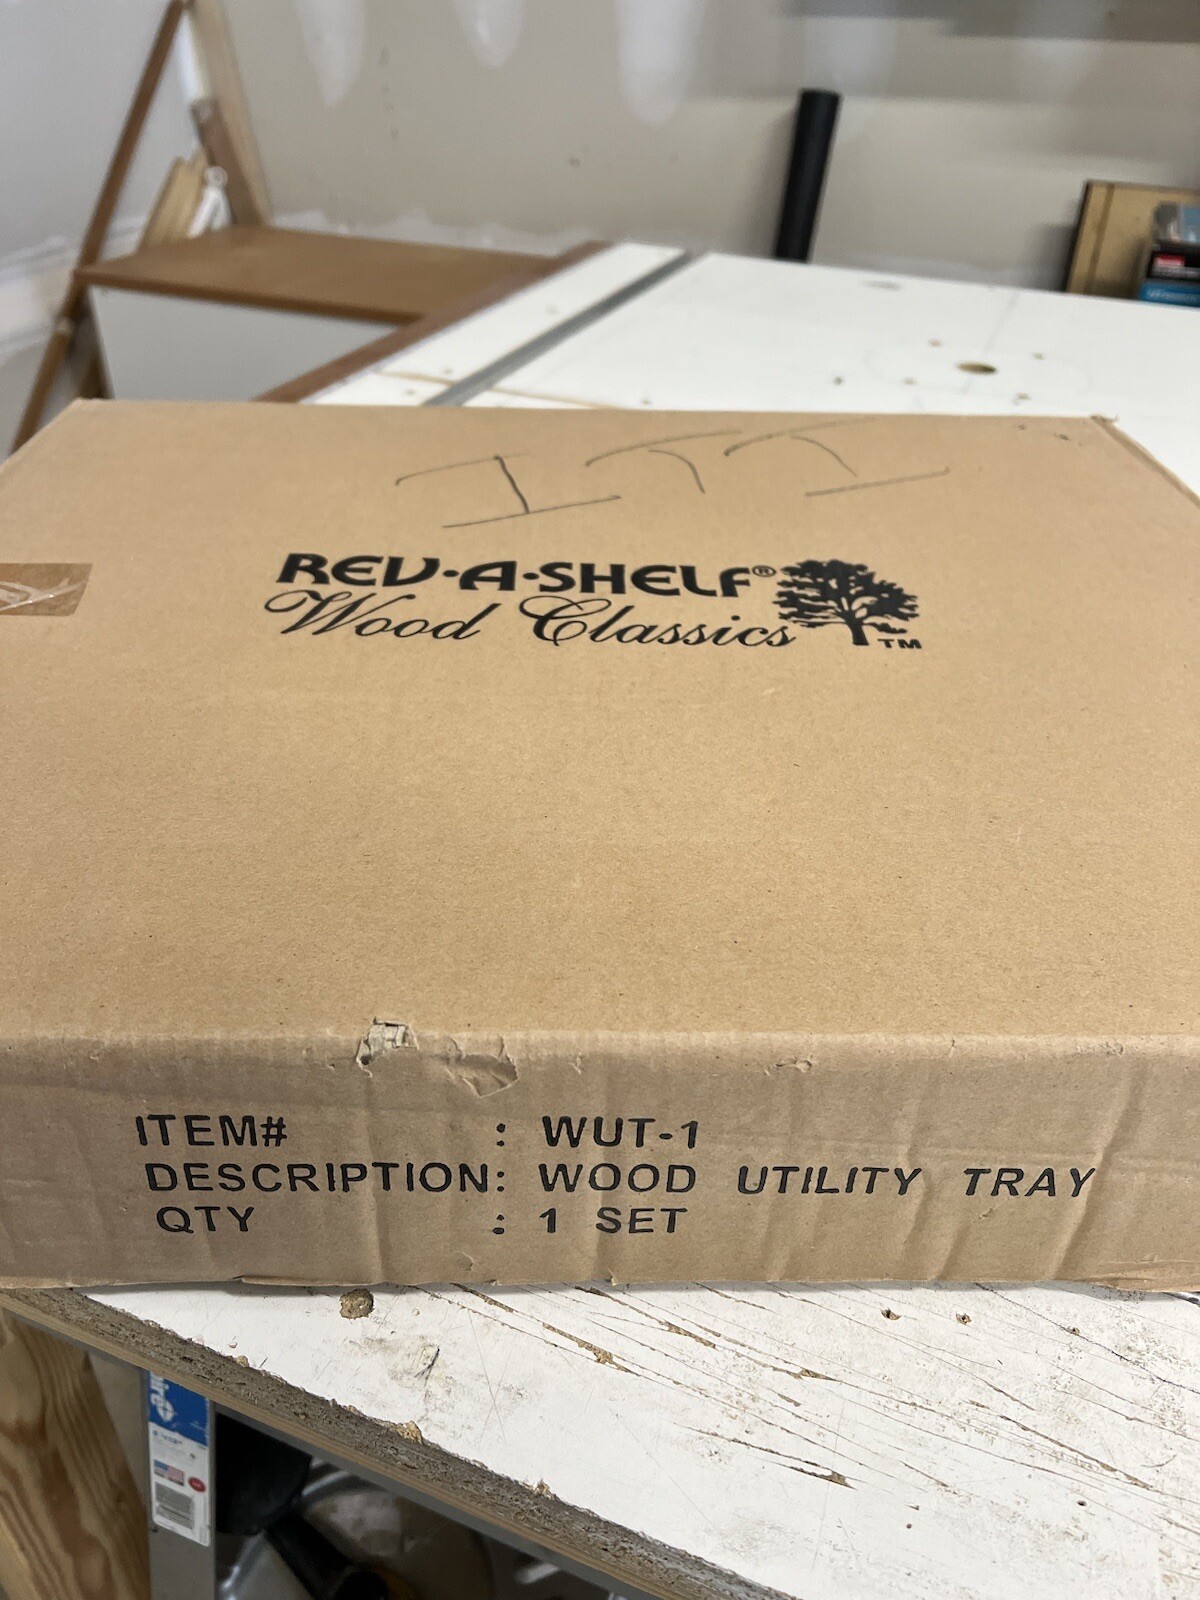 REV·A·SHELF®
Wood Classics ™
ITEM# : WUT-1
DESCRIPTION: WOOD UTILITY TRAY
QTY : 1 SET